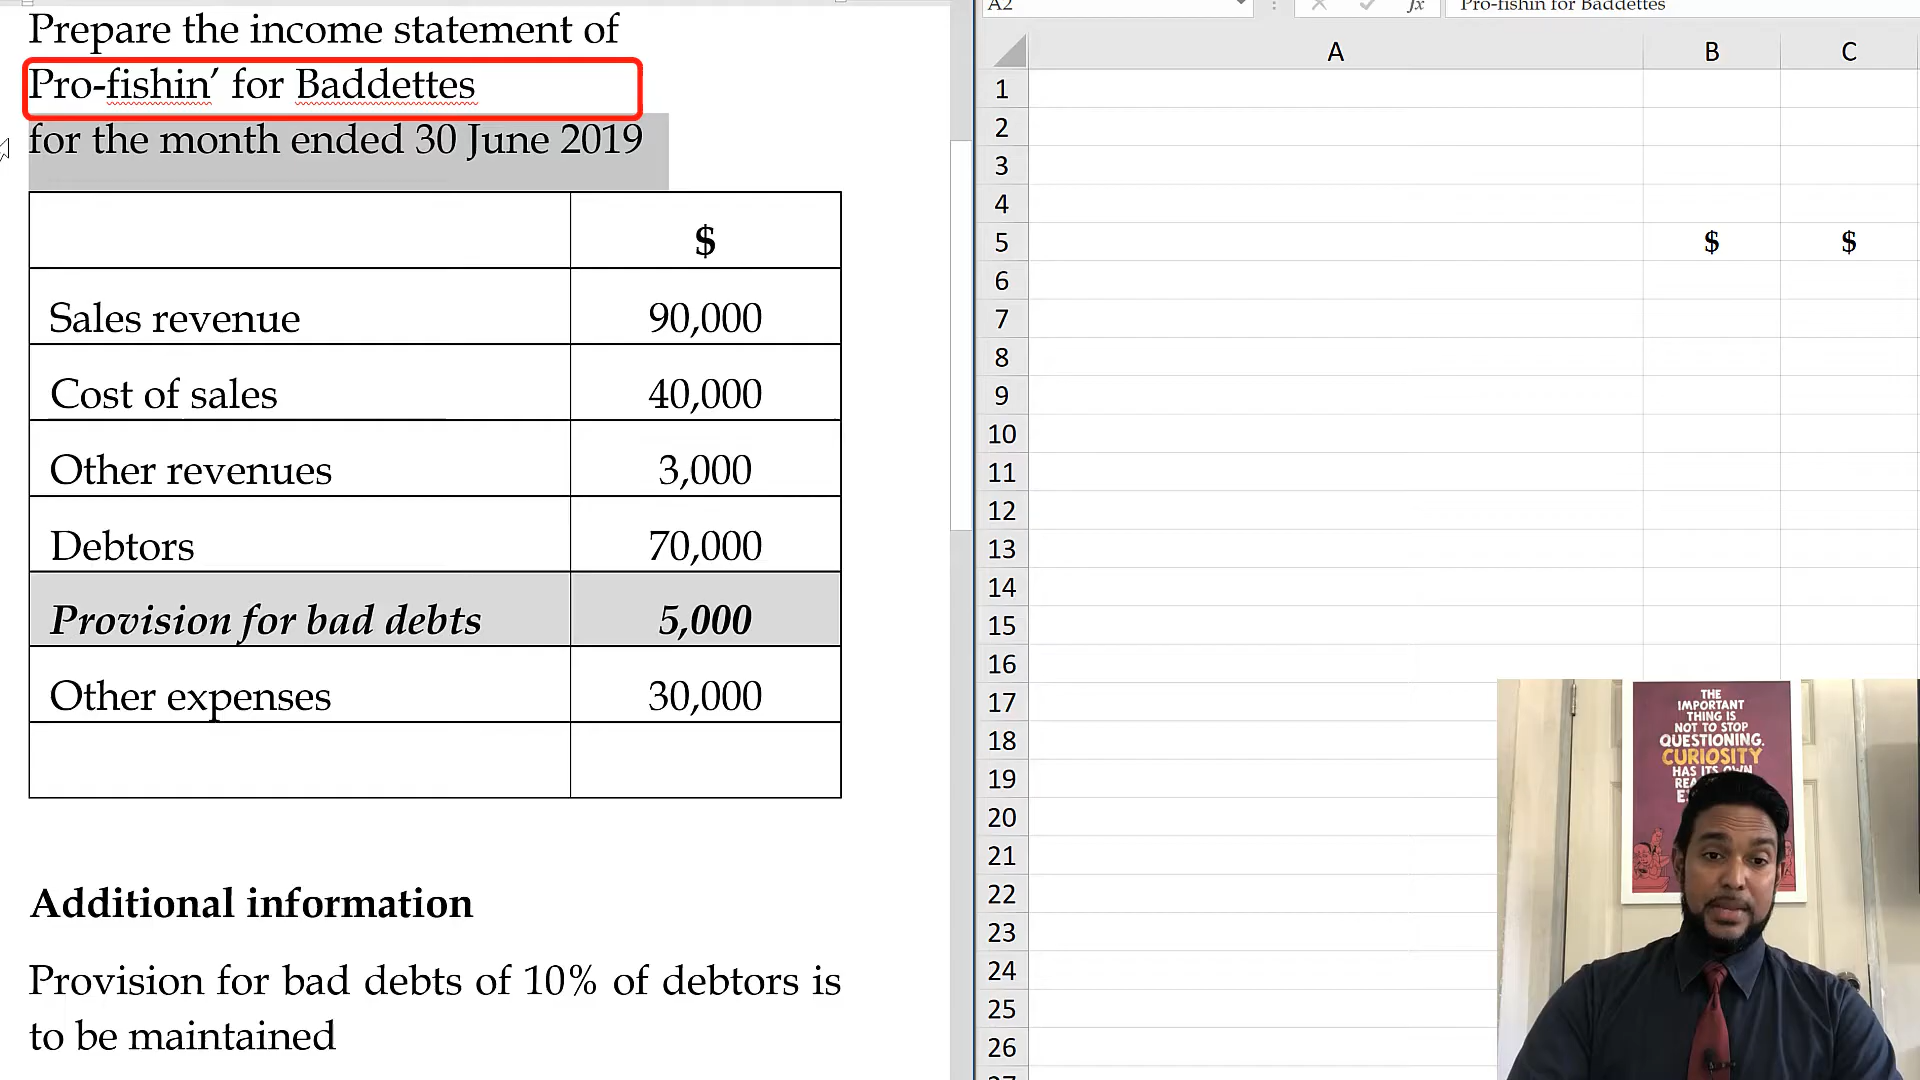 Prepare the income statement of
Pro-fishin’ for Baddettes
for the month ended 30 June 2019
$
Sales revenue 90,000
Cost of sales 40,000
Other revenues 3,000
Debtors 70,000
Provision for bad debts 5,000
Other expenses 30,000
Additional information
Provision for bad debts of 10% of debtors is
to be maintained
A2 fx Pro-fishin for Baddettes
A B C
1
2
3
4
5 $ $
6
7
8
9
10
11
12
13
14
15
16
17
18
19
20
21
22
23
24
25
26
27
THE
IMPORTANT
THING IS
NOT TO STOP
QUESTIONING.
CURIOSITY
HAS ITS OWN